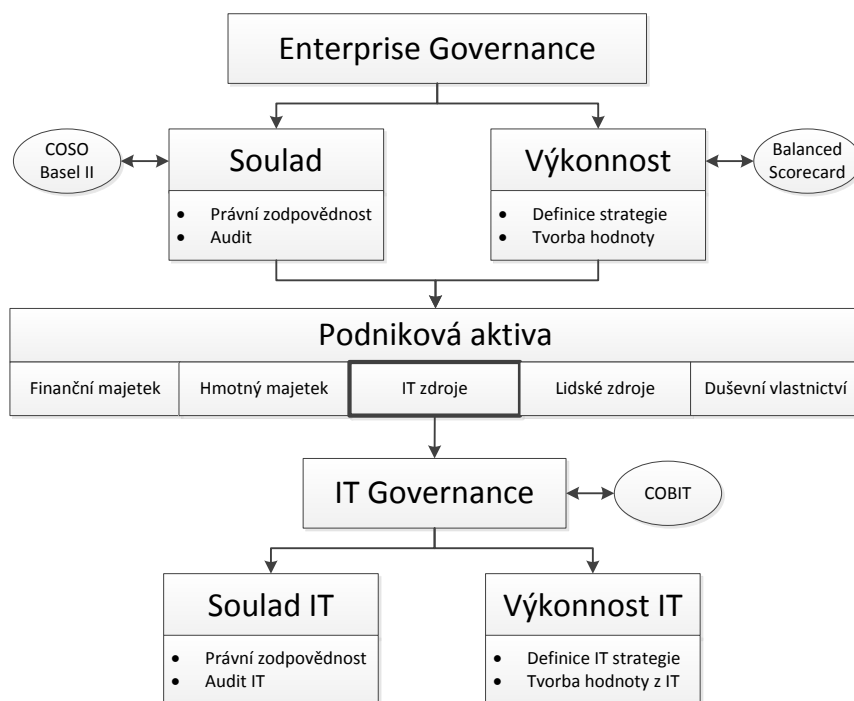 Enterprise Governance
COSO
Basel II
Soulad
Výkonnost
Balanced
Scorecard
• Právní zodpovědnost
• Audit
• Definice strategie
• Tvorba hodnoty
Podniková aktiva
Finanční majetek
Hmotný majetek
IT zdroje
Lidské zdroje
Duševní vlastnictví
IT Governance
COBIT
Soulad IT
Výkonnost IT
• Právní zodpovědnost
• Audit IT
• Definice IT strategie
• Tvorba hodnoty z IT